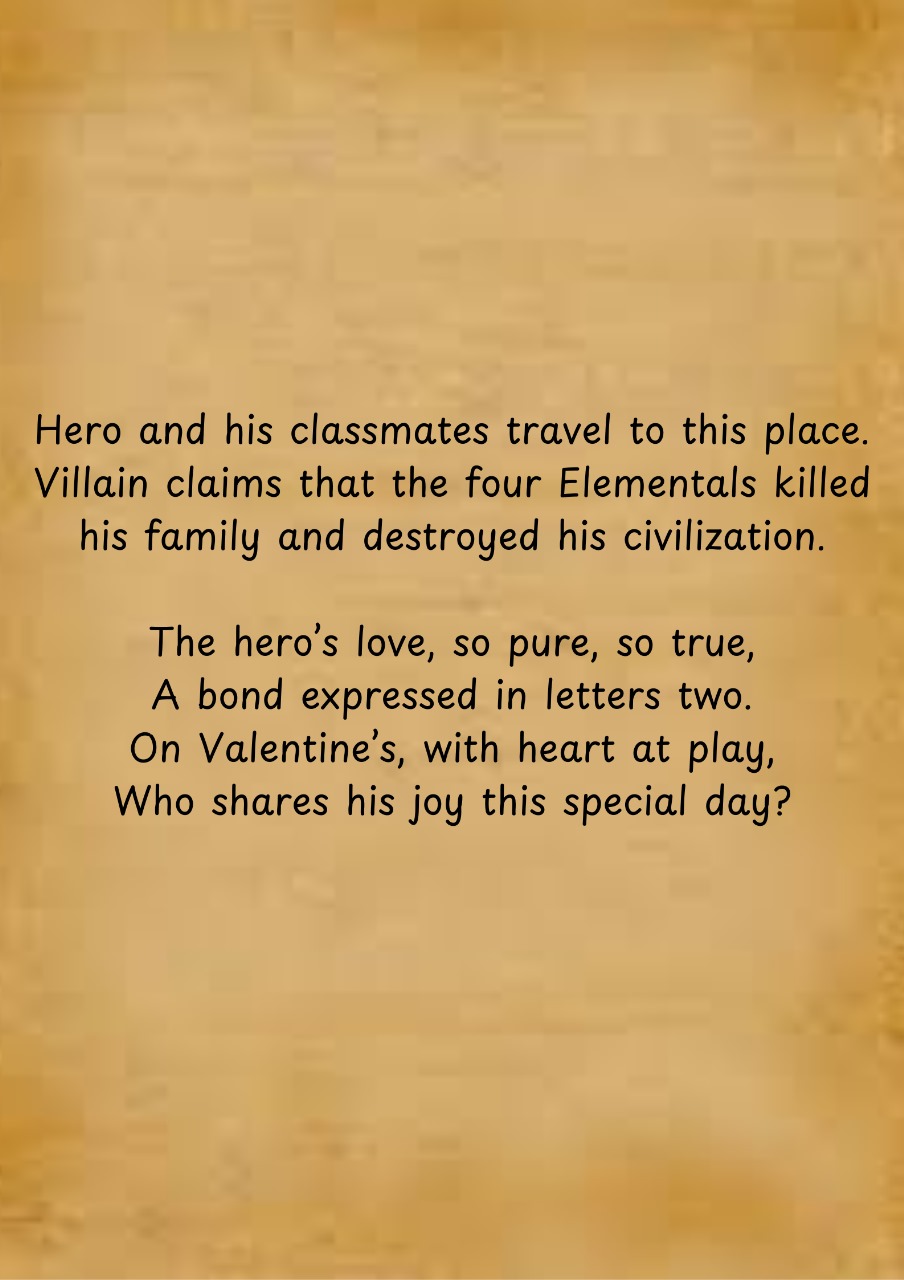 Hero and his classmates travel to this place.
Villain claims that the four Elementals killed
his family and destroyed his civilization.
The hero’s love, so pure, so true,
A bond expressed in letters two.
On Valentine’s, with heart at play,
Who shares his joy this special day?